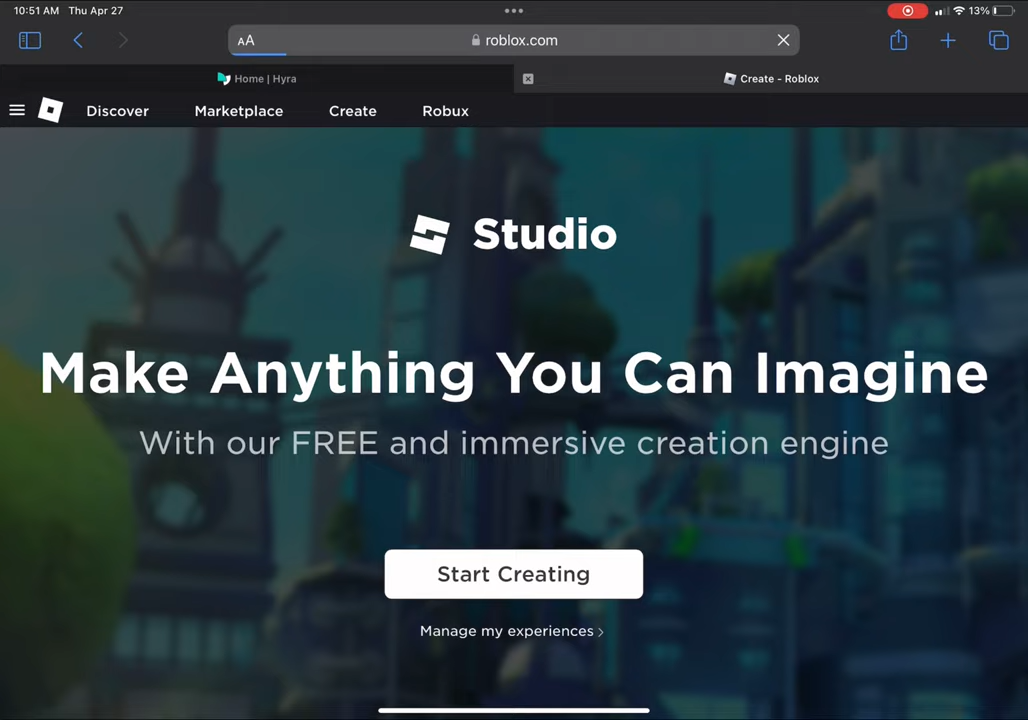 10:51 AM Thu Apr 27
13%
AA
roblox.com
Home | Hyra
Create - Roblox
Discover Marketplace Create Robux
Studio
Make Anything You Can Imagine
With our FREE and immersive creation engine
Start Creating
Manage my experiences